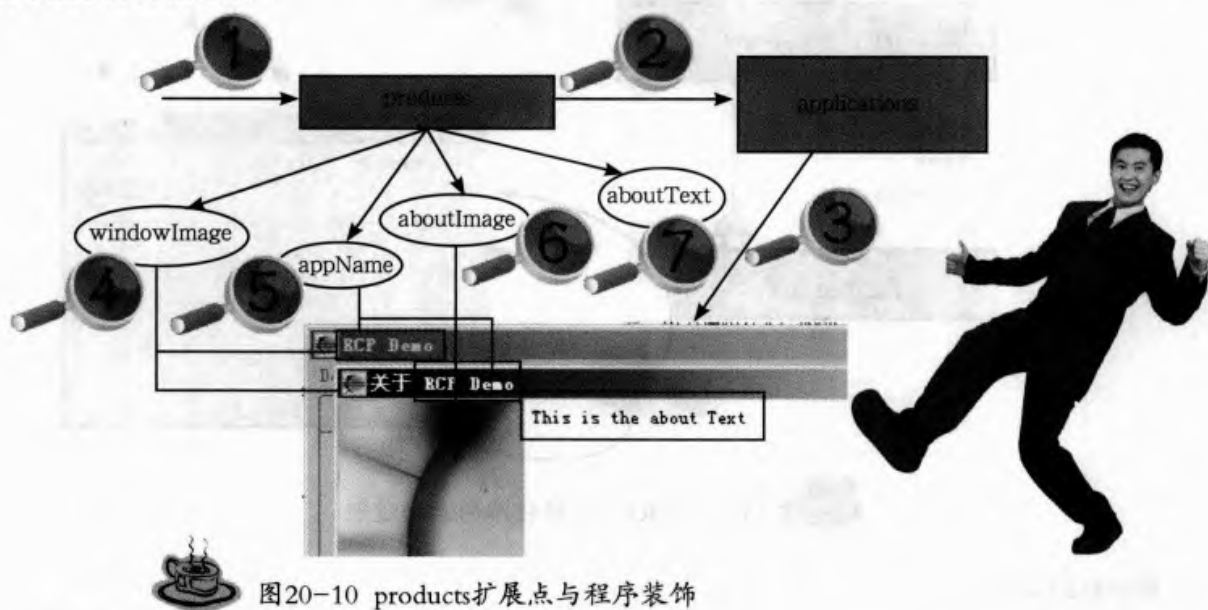 1
2
products
applications
aboutText
aboutImage
windowImage
3
6
7
appName
4
5
RCP Demo
关于 RCP Demo
This is the about Text
图20-10 products扩展点与程序装饰